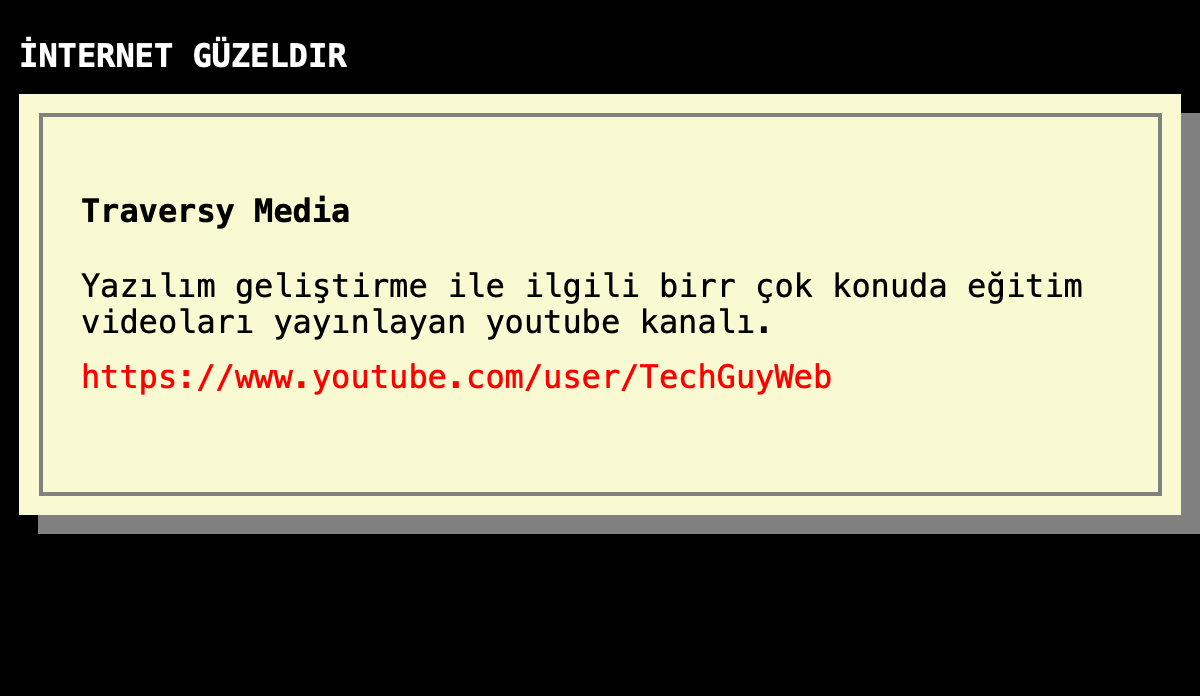 İNTERNET GÜZELDIR
Traversy Media
Yazılım geliştirme ile ilgili birr çok konuda eğitim
videoları yayınlayan youtube kanalı.
https://www.youtube.com/user/TechGuyWeb